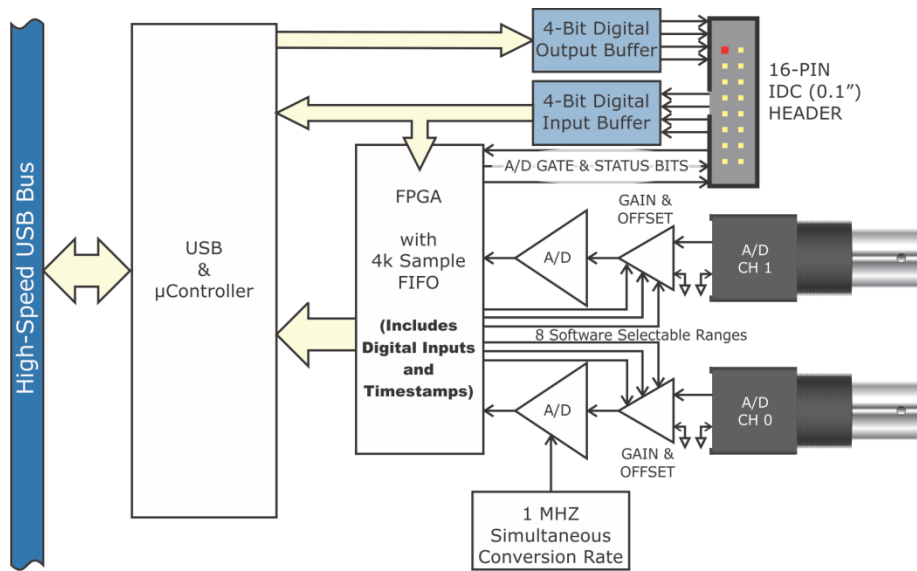 High-Speed USB Bus
USB
&
µController
4-Bit Digital
Output Buffer
4-Bit Digital
Input Buffer
16-PIN
IDC (0.1”)
HEADER
A/D GATE & STATUS BITS
FPGA
with
4k Sample
FIFO
(Includes
Digital Inputs
and
Timestamps)
A/D
GAIN &
OFFSET
A/D
CH 1
8 Software Selectable Ranges
A/D
GAIN &
OFFSET
A/D
CH 0
1 MHZ
Simultaneous
Conversion Rate